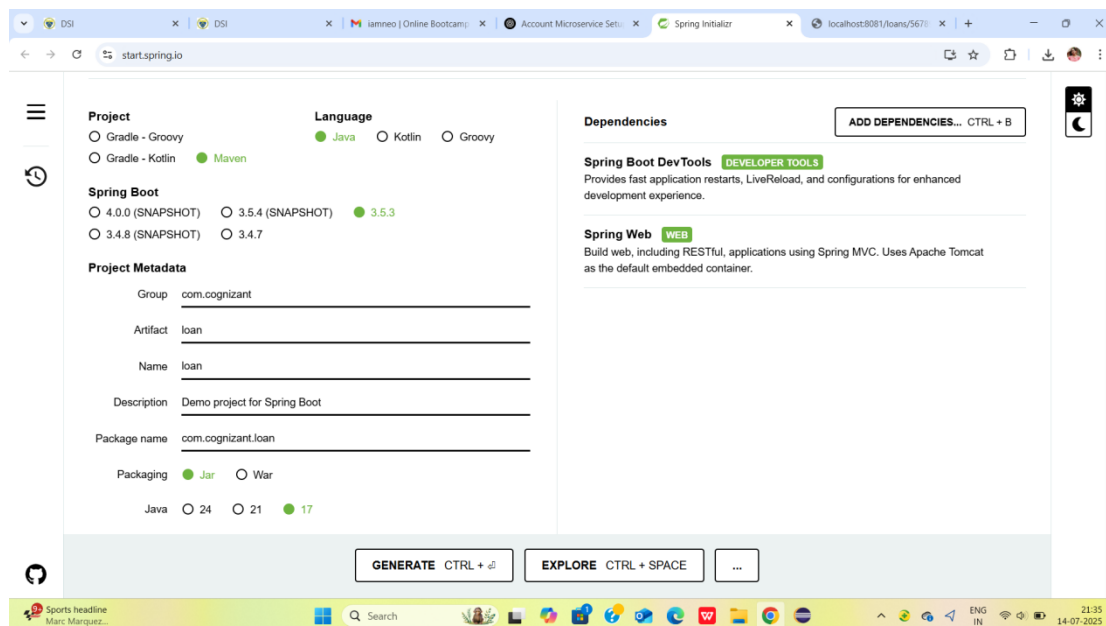 DSI
DSI
iamneo | Online Bootcamp
Account Microservice Setu
Spring Initializr
localhost:8081/loans/5678
start.spring.io
Project
Language
Gradle - Groovy
Java Kotlin Groovy
Gradle - Kotlin Maven
Spring Boot
4.0.0 (SNAPSHOT) 3.5.4 (SNAPSHOT) 3.5.3
3.4.8 (SNAPSHOT) 3.4.7
Project Metadata
Group com.cognizant
Artifact loan
Name loan
Description Demo project for Spring Boot
Package name com.cognizant.loan
Packaging Jar War
Java 24 21 17
Dependencies
ADD DEPENDENCIES... CTRL + B
Spring Boot DevTools DEVELOPER TOOLS
Provides fast application restarts, LiveReload, and configurations for enhanced
development experience.
Spring Web WEB
Build web, including RESTful, applications using Spring MVC. Uses Apache Tomcat
as the default embedded container.
GENERATE CTRL + ⏎
EXPLORE CTRL + SPACE
...
9+
Sports headline
Marc Marquez...
Search
W
ENG
IN
21:35
14-07-2025